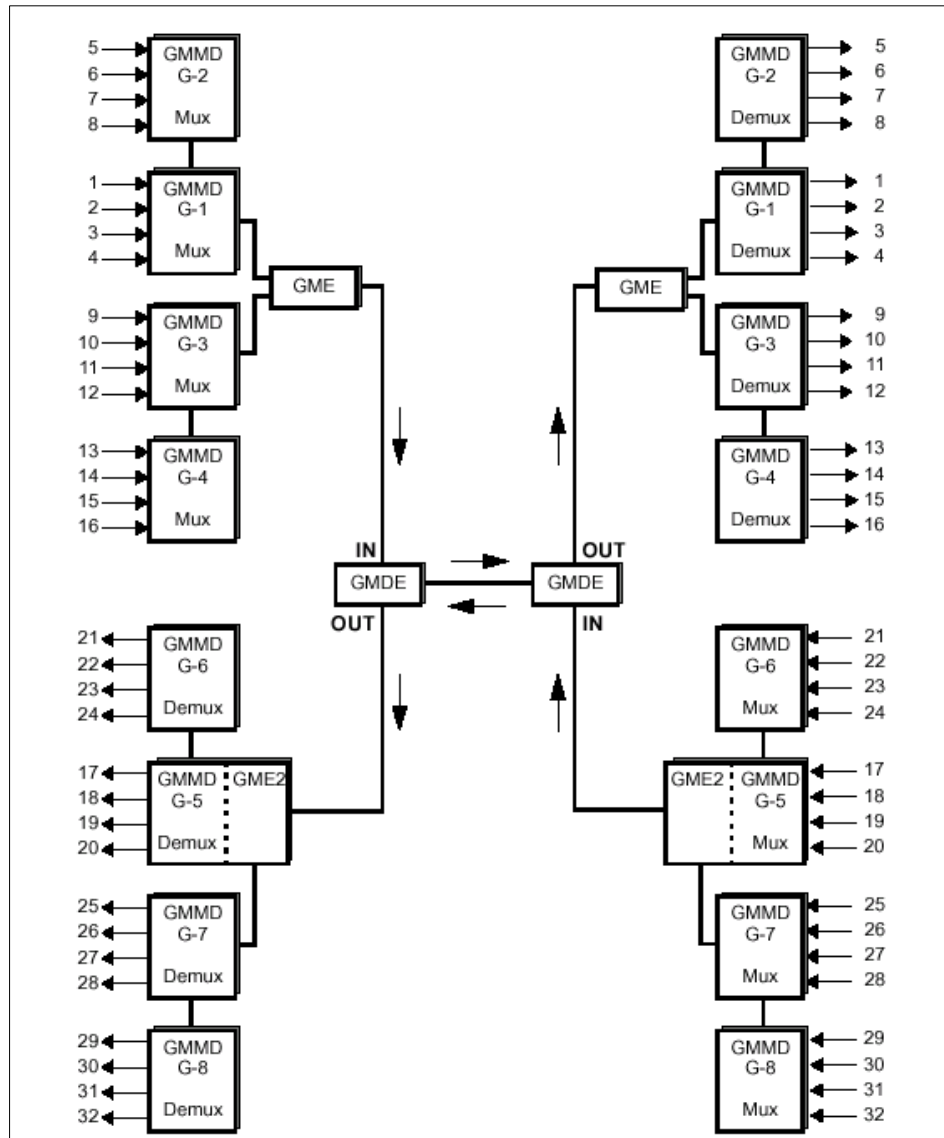 5
6
7
8
GMMD
G-2
Mux
GMMD
G-2
Demux
5
6
7
8
1
2
3
4
GMMD
G-1
Mux
GMMD
G-1
Demux
1
2
3
4
GME
GME
9
10
11
12
GMMD
G-3
Mux
GMMD
G-3
Demux
9
10
11
12
13
14
15
16
GMMD
G-4
Mux
GMMD
G-4
Demux
13
14
15
16
IN
OUT
GMDE
GMDE
OUT
IN
21
22
23
24
GMMD
G-6
Demux
GMMD
G-6
Mux
21
22
23
24
17
18
19
20
GMMD
G-5
Demux
GME2
GME2
GMMD
G-5
Mux
17
18
19
20
25
26
27
28
GMMD
G-7
Demux
GMMD
G-7
Mux
25
26
27
28
29
30
31
32
GMMD
G-8
Demux
GMMD
G-8
Mux
29
30
31
32